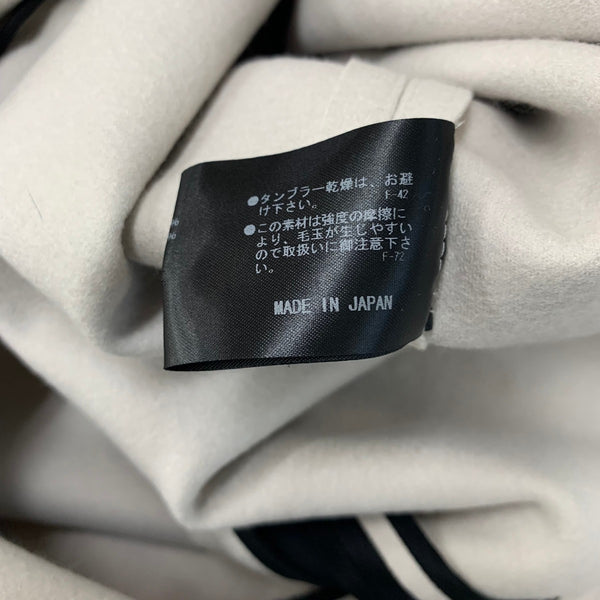 ●タンブラー乾燥は、お避
け下さい。 F-42
●この素材は強度の摩擦に
より、毛玉が生じやすい
ので取扱いに御注意下さ
い。 F-72
MADE IN JAPAN